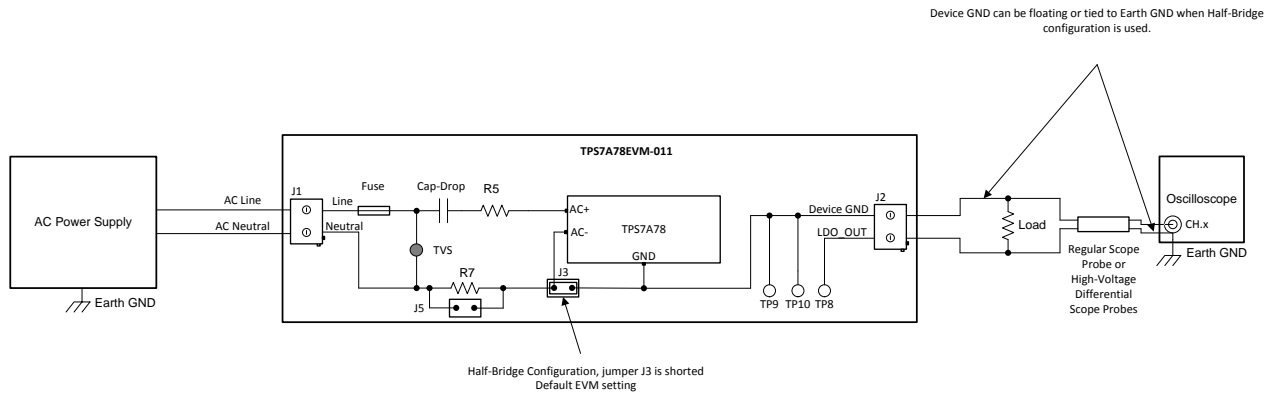 Device GND can be floating or tied to Earth GND when Half-Bridge
configuration is used.
TPS7A78EVM-011
AC Power Supply
Earth GND
AC Line
AC Neutral
J1
Line
Neutral
Fuse
Cap-Drop
R5
TVS
R7
J5
J3
AC+
AC-
TPS7A78
GND
Device GND
LDO_OUT
J2
TP9
TP10
TP8
Load
Regular Scope
Probe or
High-Voltage
Differential
Scope Probes
Oscilloscope
CH.x
Earth GND
Half-Bridge Configuration, jumper J3 is shorted
Default EVM setting